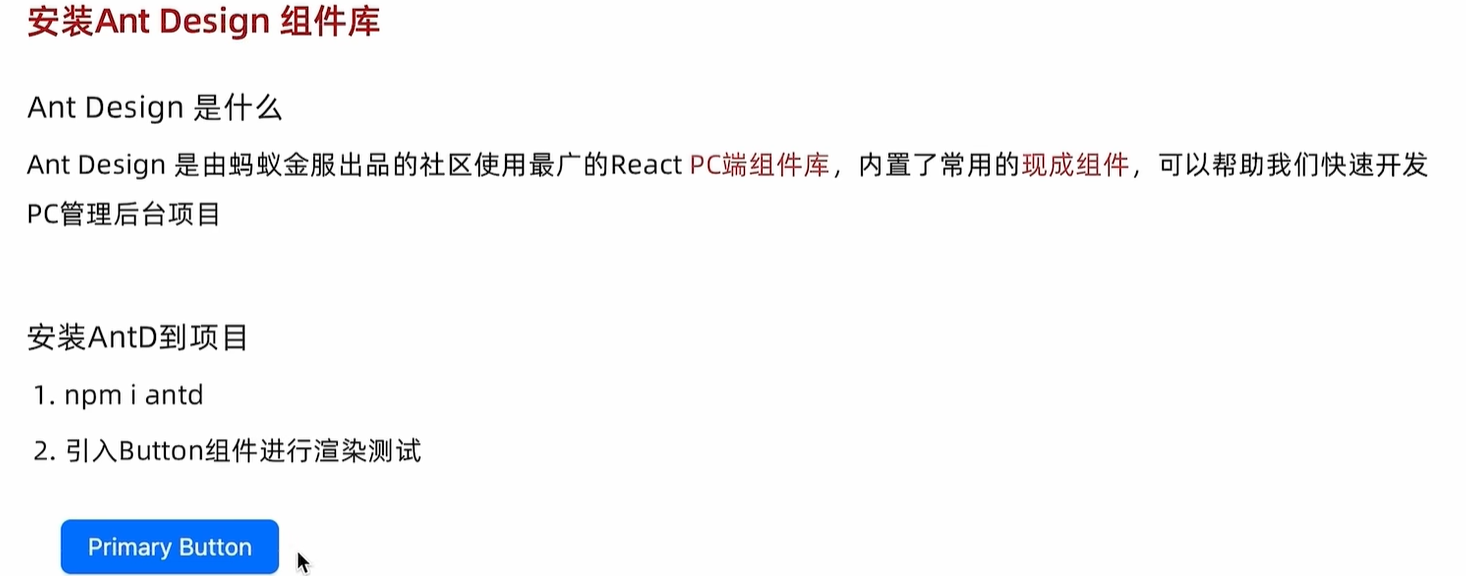 安装Ant Design 组件库
Ant Design 是什么
Ant Design 是由蚂蚁金服出品的社区使用最广的React PC端组件库，内置了常用的现成组件，可以帮助我们快速开发
PC管理后台项目
安装AntD到项目
1. npm i antd
2. 引入Button组件进行渲染测试
Primary Button